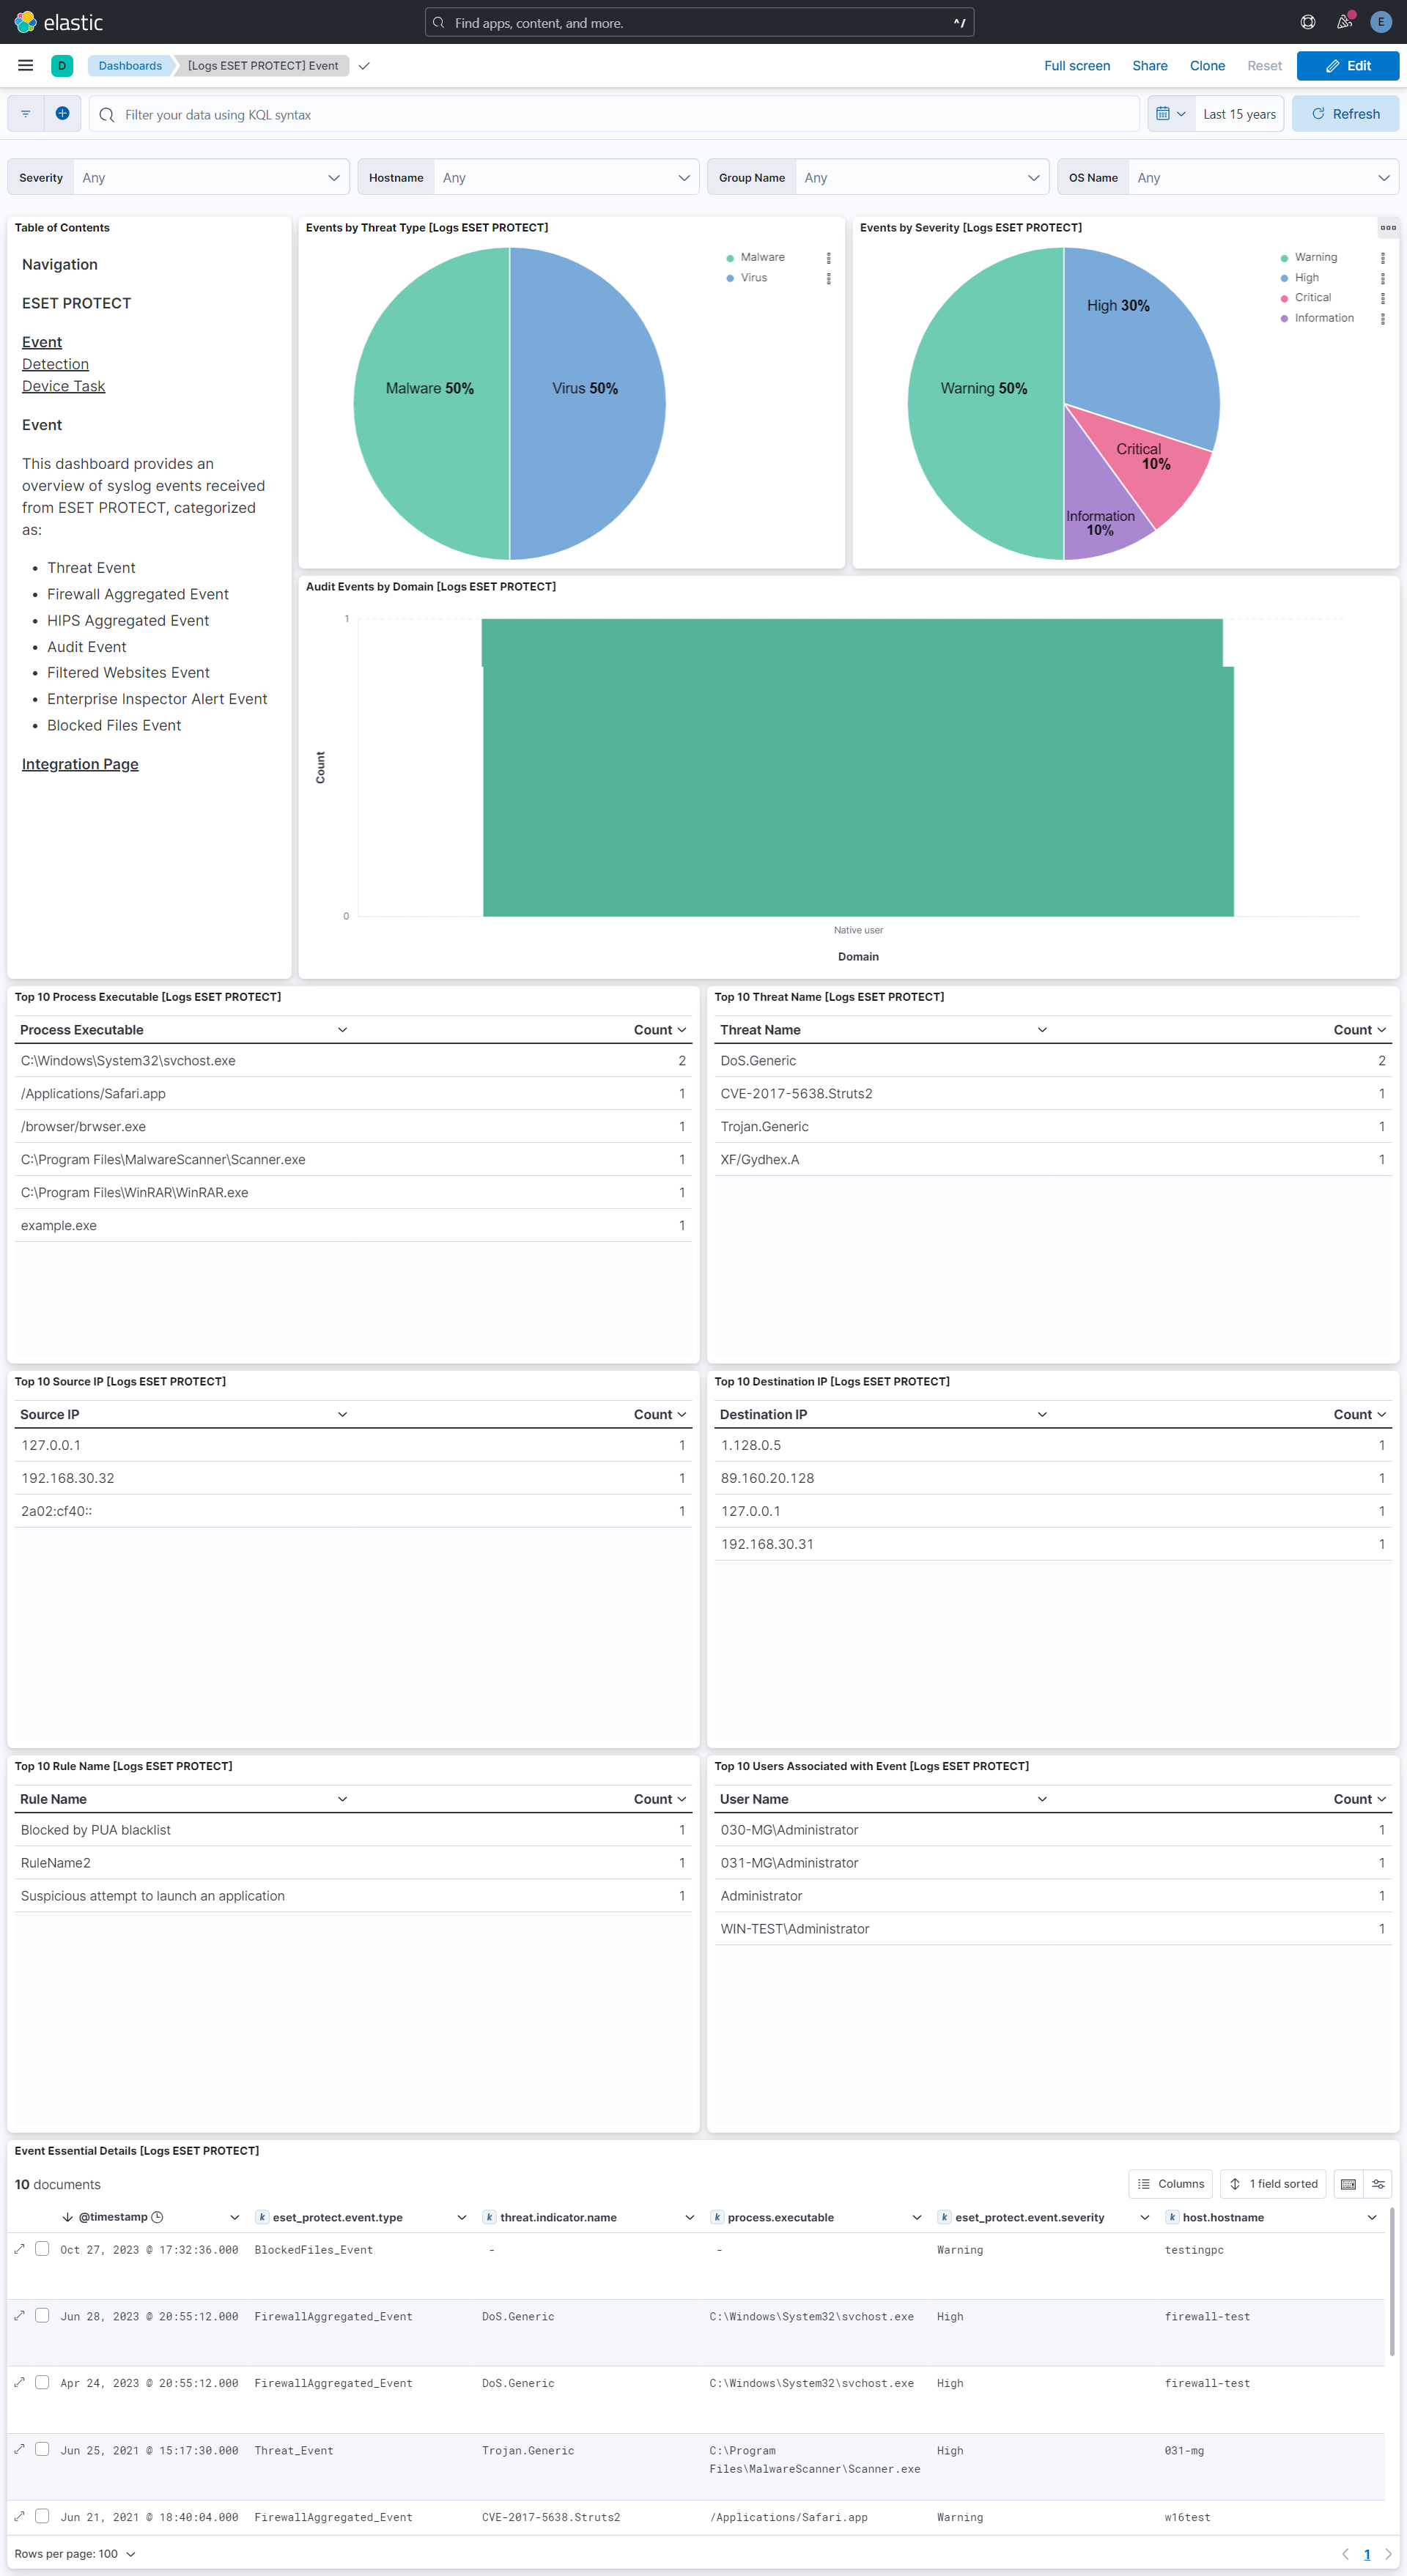 elastic
Find apps, content, and more.
^/
E
D
Dashboards
[Logs ESET PROTECT] Event
Full screen
Share
Clone
Reset
Edit
Filter your data using KQL syntax
Last 15 years
Refresh
Severity
Any
Hostname
Any
Group Name
Any
OS Name
Any
Table of Contents
Navigation
ESET PROTECT
Event
Detection
Device Task
Event
This dashboard provides an
overview of syslog events received
from ESET PROTECT, categorized
as:
Threat Event
Firewall Aggregated Event
HIPS Aggregated Event
Audit Event
Filtered Websites Event
Enterprise Inspector Alert Event
Blocked Files Event
Integration Page
Events by Threat Type [Logs ESET PROTECT]
Malware 50%
Virus 50%
Malware
Virus
Events by Severity [Logs ESET PROTECT]
High 30%
Warning 50%
Critical
10%
Information
10%
Warning
High
Critical
Information
Audit Events by Domain [Logs ESET PROTECT]
1
Count
0
Native user
Domain
Top 10 Process Executable [Logs ESET PROTECT]
Process Executable Count
C:\Windows\System32\svchost.exe 2
/Applications/Safari.app 1
/browser/brwser.exe 1
C:\Program Files\MalwareScanner\Scanner.exe 1
C:\Program Files\WinRAR\WinRAR.exe 1
example.exe 1
Top 10 Threat Name [Logs ESET PROTECT]
Threat Name Count
DoS.Generic 2
CVE-2017-5638.Struts2 1
Trojan.Generic 1
XF/Gydhex.A 1
Top 10 Source IP [Logs ESET PROTECT]
Source IP Count
127.0.0.1 1
192.168.30.32 1
2a02:cf40:: 1
Top 10 Destination IP [Logs ESET PROTECT]
Destination IP Count
1.128.0.5 1
89.160.20.128 1
127.0.0.1 1
192.168.30.31 1
Top 10 Rule Name [Logs ESET PROTECT]
Rule Name Count
Blocked by PUA blacklist 1
RuleName2 1
Suspicious attempt to launch an application 1
Top 10 Users Associated with Event [Logs ESET PROTECT]
User Name Count
030-MG\Administrator 1
031-MG\Administrator 1
Administrator 1
WIN-TEST\Administrator 1
Event Essential Details [Logs ESET PROTECT]
10 documents
Columns
1 field sorted
@timestamp k eset_protect.event.type k threat.indicator.name k process.executable k eset_protect.event.severity k host.hostname
Oct 27, 2023 @ 17:32:36.000 BlockedFiles_Event - - Warning testingpc
Jun 28, 2023 @ 20:55:12.000 FirewallAggregated_Event DoS.Generic C:\Windows\System32\svchost.exe High firewall-test
Apr 24, 2023 @ 20:55:12.000 FirewallAggregated_Event DoS.Generic C:\Windows\System32\svchost.exe High firewall-test
Jun 25, 2021 @ 15:17:30.000 Threat_Event Trojan.Generic C:\Program High 031-mg
Files\MalwareScanner\Scanner.exe
Jun 21, 2021 @ 18:40:04.000 FirewallAggregated_Event CVE-2017-5638.Struts2 /Applications/Safari.app Warning w16test
Rows per page: 100
1